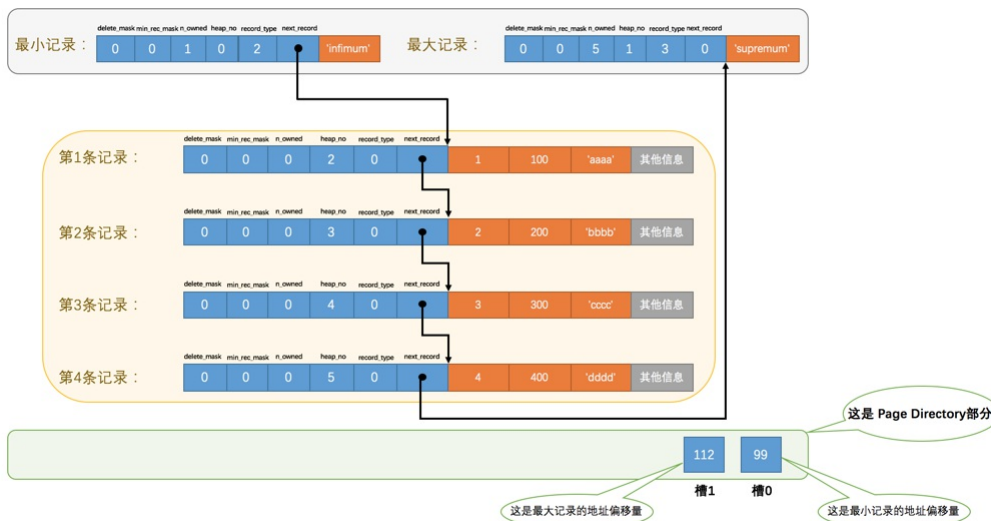 delete_mask min_rec_mask n_owned heap_no record_type next_record
最小记录： 0 0 1 0 2 'infimum'
delete_mask min_rec_mask n_owned heap_no record_type next_record
最大记录： 0 0 5 1 3 0 'supremum'
delete_mask min_rec_mask n_owned heap_no record_type next_record
第1条记录： 0 0 0 2 0 1 100 'aaaa' 其他信息
delete_mask min_rec_mask n_owned heap_no record_type next_record
第2条记录： 0 0 0 3 0 2 200 'bbbb' 其他信息
delete_mask min_rec_mask n_owned heap_no record_type next_record
第3条记录： 0 0 0 4 0 3 300 'cccc' 其他信息
delete_mask min_rec_mask n_owned heap_no record_type next_record
第4条记录： 0 0 0 5 0 4 400 'dddd' 其他信息
这是 Page Directory部分
112 99
槽1 槽0
这是最大记录的地址偏移量
这是最小记录的地址偏移量